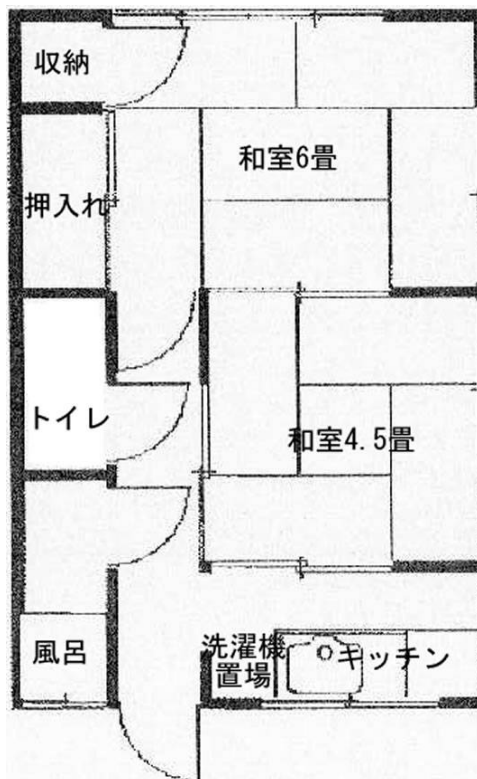 収納
和室6畳
押入れ
トイレ
和室4.5畳
風呂
洗濯機
置場
キッチン